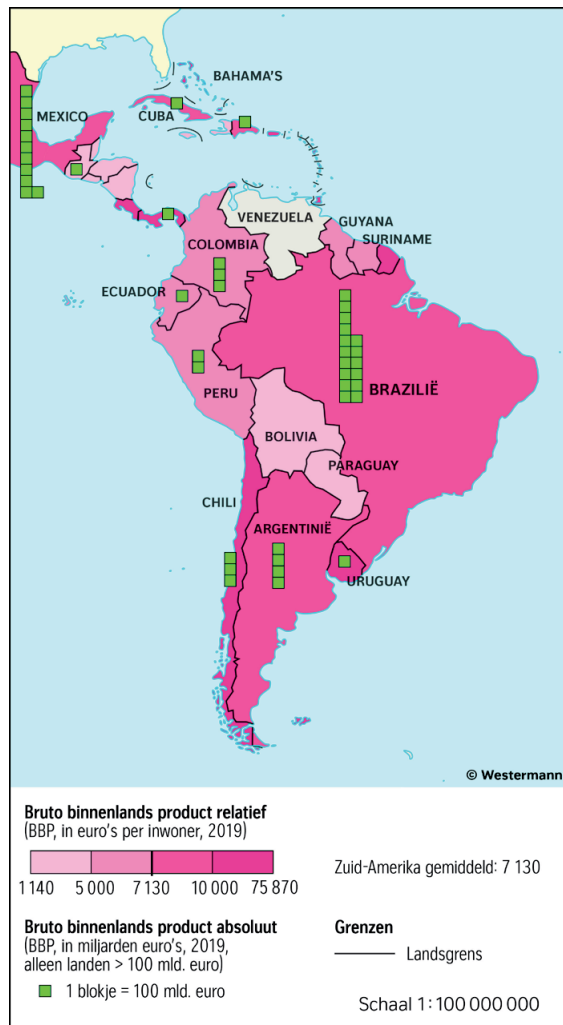 BAHAMA'S
MEXICO
CUBA
VENEZUELA
GUYANA
SURINAME
COLOMBIA
ECUADOR
PERU
BRAZILIË
BOLIVIA
PARAGUAY
CHILI
ARGENTINIË
URUGUAY
© Westermann
Bruto binnenlands product relatief
(BBP, in euro's per inwoner, 2019)
1 140 5 000 7 130 10 000 75 870
Zuid-Amerika gemiddeld: 7 130
Bruto binnenlands product absoluut
(BBP, in miljarden euro's, 2019,
alleen landen > 100 mld. euro)
1 blokje = 100 mld. euro
Grenzen
Landsgrens
Schaal 1:100 000 000